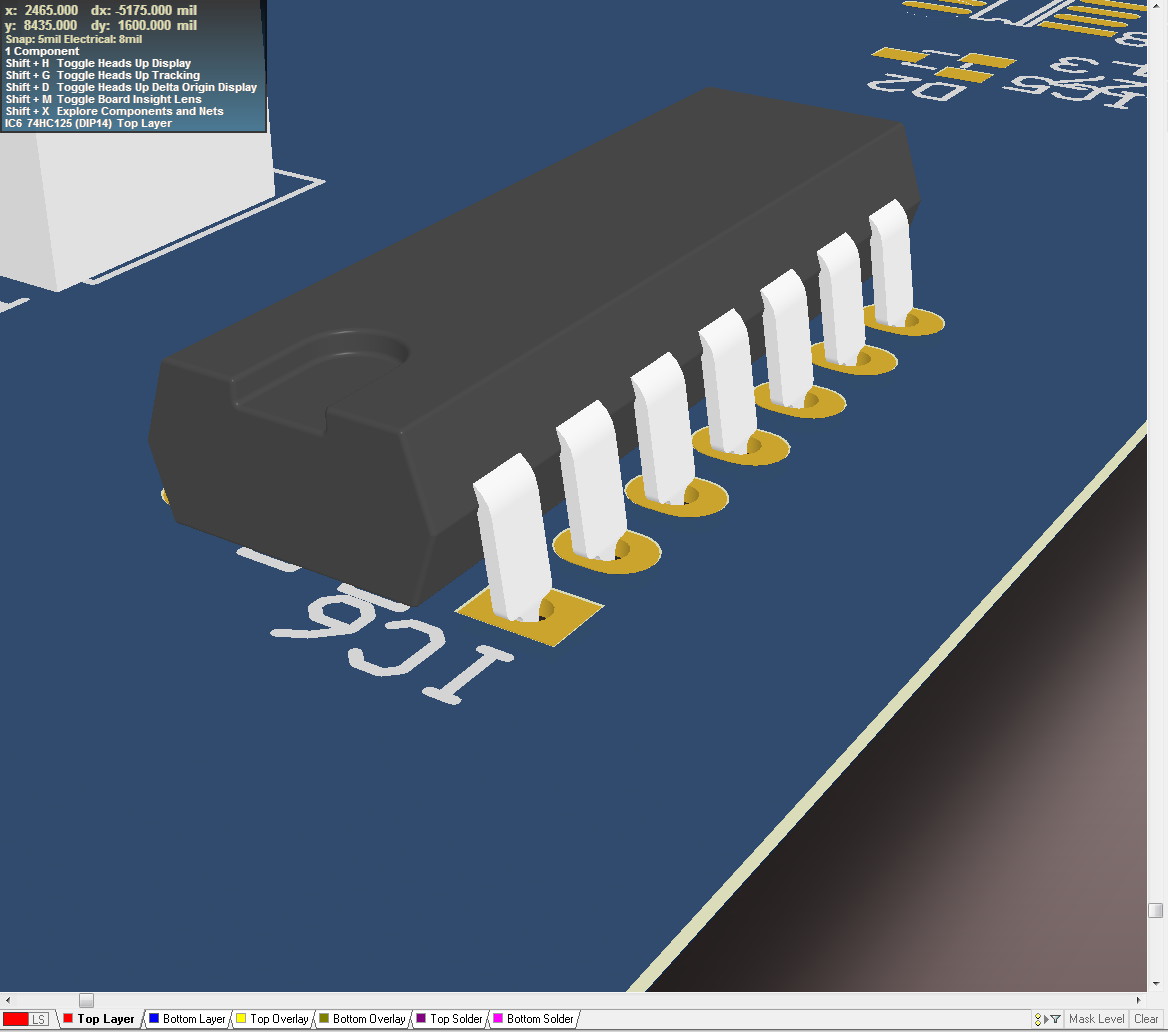 x: 2465.000 dx: -5175.000 mil
y: 8435.000 dy: 1600.000 mil
Snap: 5mil Electrical: 8mil
1 Component
Shift + H Toggle Heads Up Display
Shift + G Toggle Heads Up Tracking
Shift + D Toggle Heads Up Delta Origin Display
Shift + M Toggle Board Insight Lens
Shift + X Explore Components and Nets
IC6 74HC125 (DIP14) Top Layer
D2
IC6
LS
Top Layer
Bottom Layer
Top Overlay
Bottom Overlay
Top Solder
Bottom Solder
Mask Level
Clear